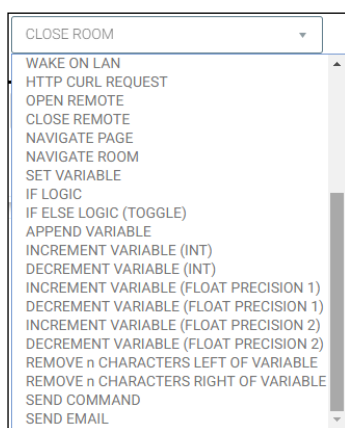 CLOSE ROOM
WAKE ON LAN
HTTP CURL REQUEST
OPEN REMOTE
CLOSE REMOTE
NAVIGATE PAGE
NAVIGATE ROOM
SET VARIABLE
IF LOGIC
IF ELSE LOGIC (TOGGLE)
APPEND VARIABLE
INCREMENT VARIABLE (INT)
DECREMENT VARIABLE (INT)
INCREMENT VARIABLE (FLOAT PRECISION 1)
DECREMENT VARIABLE (FLOAT PRECISION 1)
INCREMENT VARIABLE (FLOAT PRECISION 2)
DECREMENT VARIABLE (FLOAT PRECISION 2)
REMOVE n CHARACTERS LEFT OF VARIABLE
REMOVE n CHARACTERS RIGHT OF VARIABLE
SEND COMMAND
SEND EMAIL